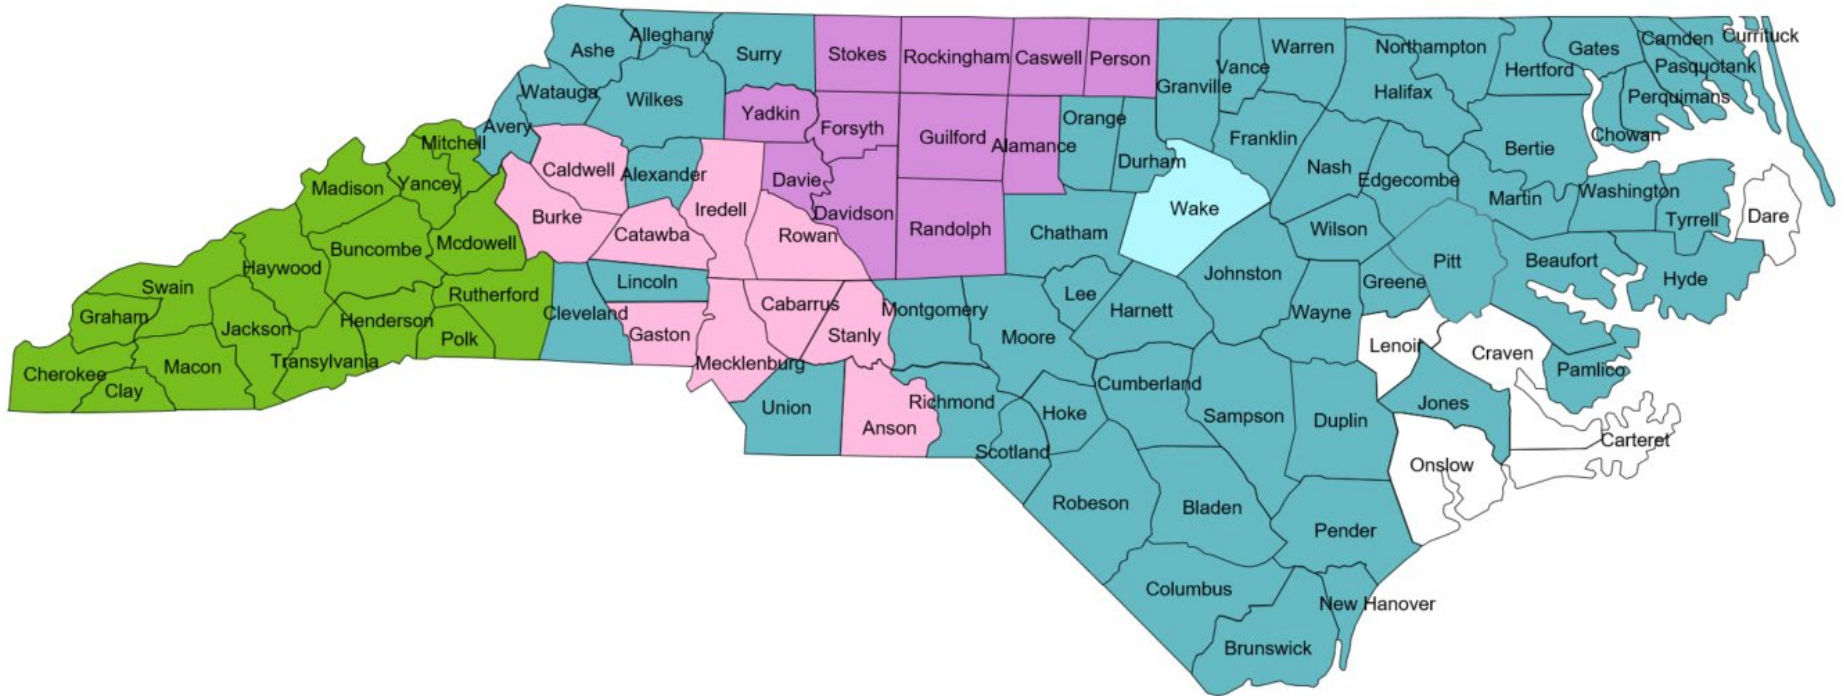 Ashe
Alleghany
Surry
Stokes
Rockingham
Caswell
Person
Granville
Vance
Warren
Northampton
Halifax
Hertford
Gates
Camden
Currituck
Pasquotank
Perquimans
Chowan
Watauga
Wilkes
Avery
Mitchell
Yadkin
Forsyth
Guilford
Alamance
Orange
Durham
Franklin
Nash
Edgecombe
Bertie
Martin
Washington
Tyrrell
Dare
Madison
Yancey
Caldwell
Alexander
Iredell
Davie
Davidson
Randolph
Chatham
Wake
Wilson
Pitt
Beaufort
Hyde
Burke
Catawba
Rowan
Mcdowell
Buncombe
Haywood
Swain
Graham
Jackson
Henderson
Rutherford
Polk
Cleveland
Lincoln
Gaston
Cabarrus
Stanly
Mecklenburg
Montgomery
Moore
Lee
Harnett
Johnston
Wayne
Greene
Lenoir
Craven
Pamlico
Cherokee
Clay
Macon
Transylvania
Union
Anson
Richmond
Scotland
Hoke
Cumberland
Sampson
Duplin
Jones
Onslow
Carteret
Robeson
Bladen
Pender
Columbus
New Hanover
Brunswick